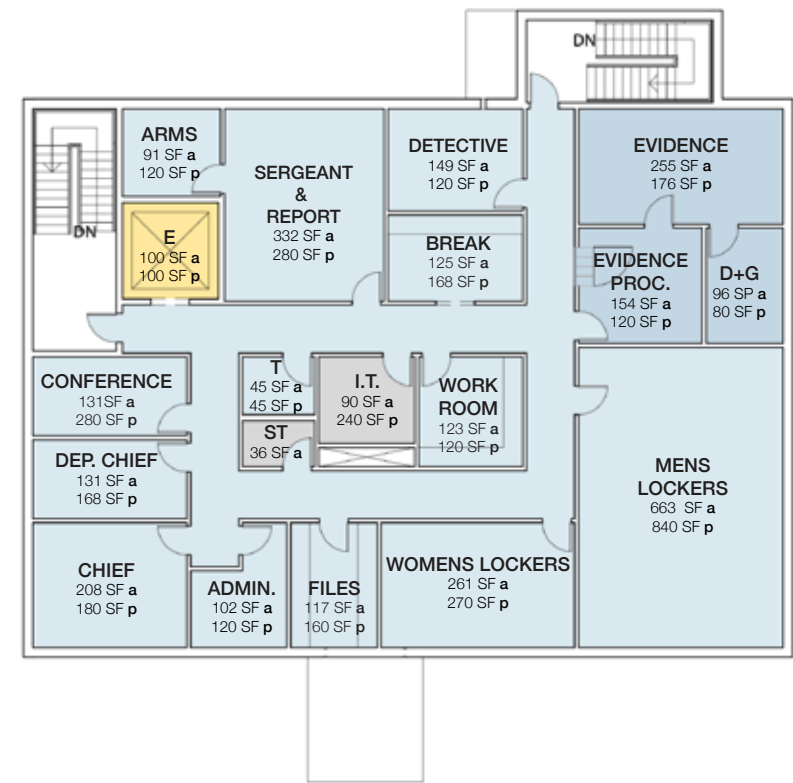 DN
ARMS
91 SF a
120 SF p
SERGEANT
&
REPORT
332 SF a
280 SF p
DETECTIVE
149 SF a
120 SF p
EVIDENCE
255 SF a
176 SF p
DN
E
100 SF a
100 SF p
BREAK
125 SF a
168 SF p
EVIDENCE
PROC.
154 SF a
120 SF p
D+G
96 SP a
80 SF p
CONFERENCE
131SF a
280 SF p
T
45 SF a
45 SF p
I.T.
90 SF a
240 SF p
WORK
ROOM
123 SF a
120 SF p
ST
36 SF a
DEP. CHIEF
131 SF a
168 SF p
MENS
LOCKERS
663 SF a
840 SF p
CHIEF
208 SF a
180 SF p
ADMIN.
102 SF a
120 SF p
FILES
117 SF a
160 SF p
WOMENS LOCKERS
261 SF a
270 SF p